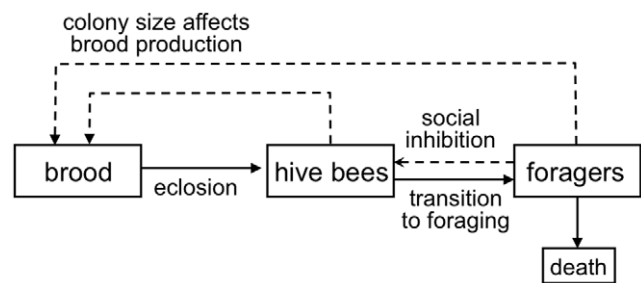 colony size affects
brood production
social
inhibition
brood
eclosion
hive bees
transition
to foraging
foragers
death